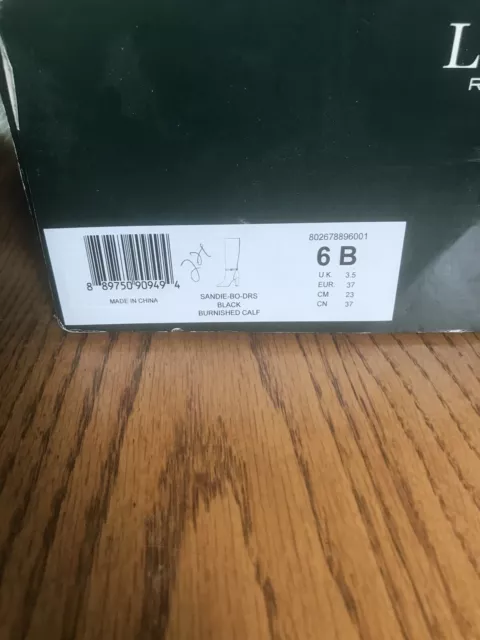 L
R
802678896001
6 B
UK 3.5
EUR 37
CM 23
CN 37
8 89750 90949 4
MADE IN CHINA
SANDIE-BO-DRS
BLACK
BURNISHED CALF